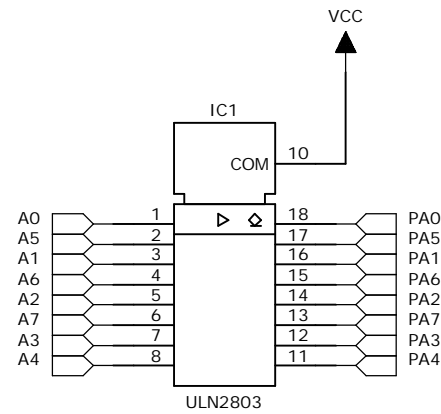 VCC
IC1
COM 10
A0 1 18 PA0
A5 2 17 PA5
A1 3 16 PA1
A6 4 15 PA6
A2 5 14 PA2
A7 6 13 PA7
A3 7 12 PA3
A4 8 11 PA4
ULN2803